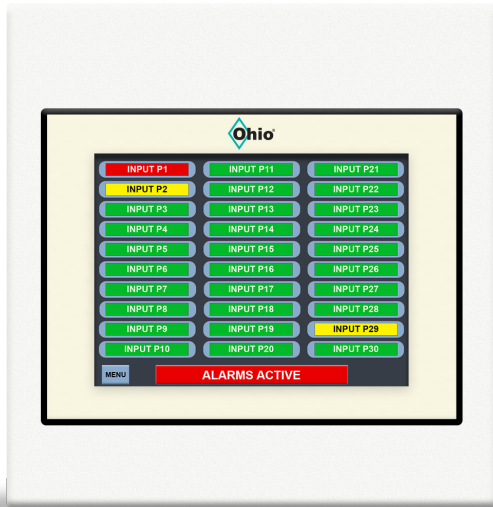 Ohio®
INPUT P1 INPUT P11 INPUT P21
INPUT P2 INPUT P12 INPUT P22
INPUT P3 INPUT P13 INPUT P23
INPUT P4 INPUT P14 INPUT P24
INPUT P5 INPUT P15 INPUT P25
INPUT P6 INPUT P16 INPUT P26
INPUT P7 INPUT P17 INPUT P27
INPUT P8 INPUT P18 INPUT P28
INPUT P9 INPUT P19 INPUT P29
INPUT P10 INPUT P20 INPUT P30
MENU ALARMS ACTIVE